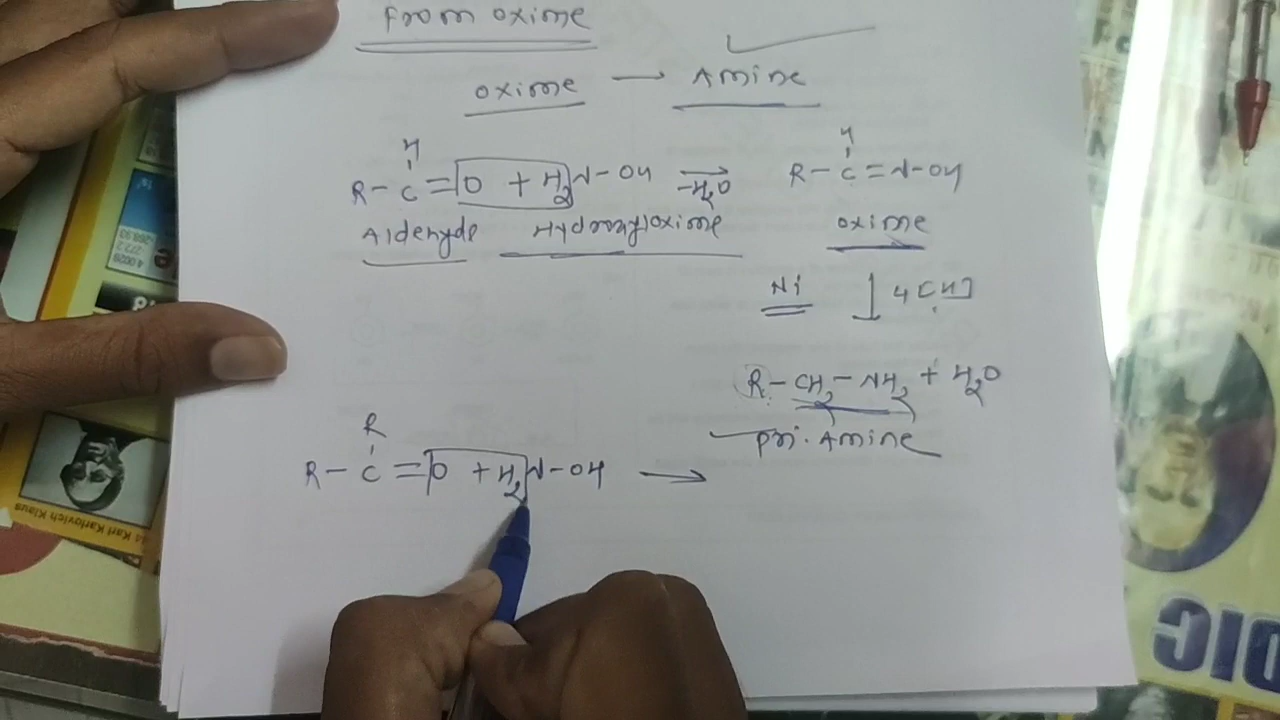 From oxime
oxime → Amine
H H
R-C=O + H₂N-OH → -H₂O R-C=N-OH
Aldehyde Hydroxyloxime oxime
Ni 4[H]
R-CH₂-NH₂ + H₂O
pri. Amine
R
R-C=O + H₂N-OH →